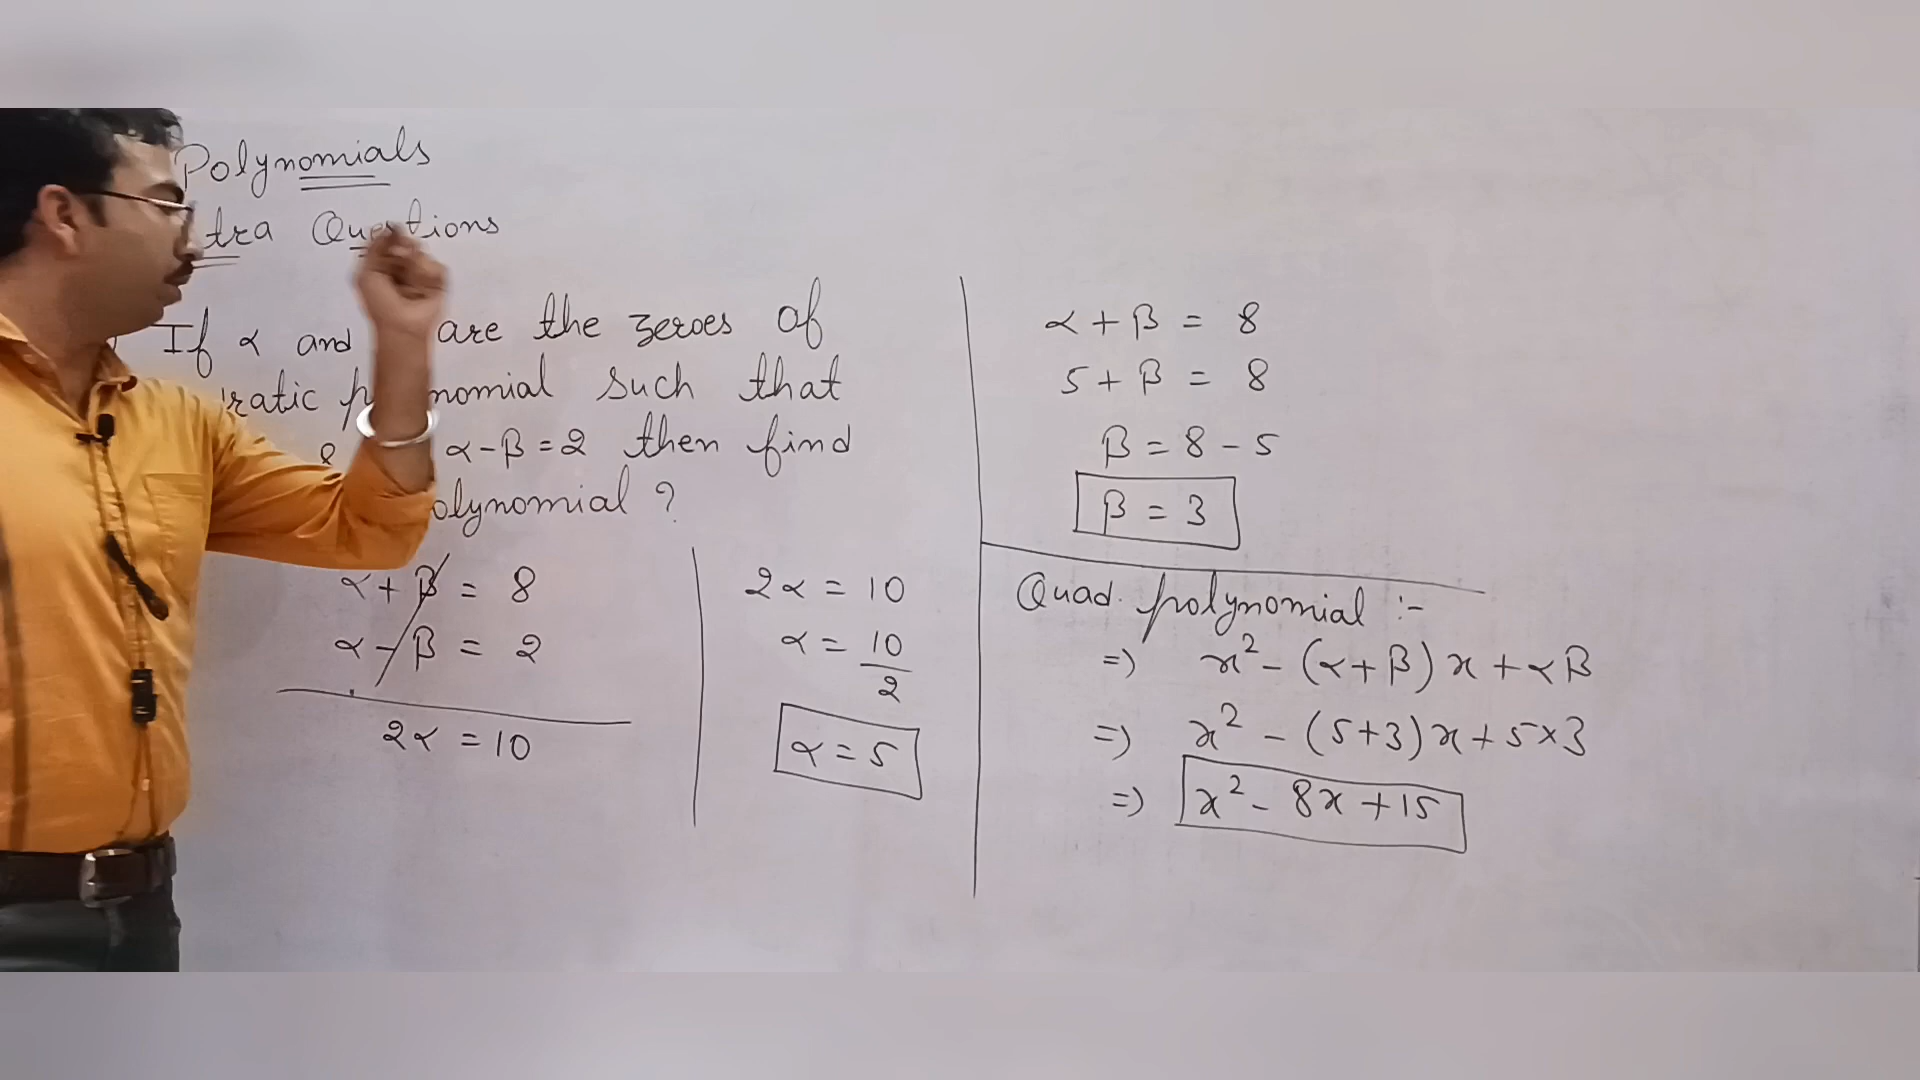 Polynomials
tra Questions
If α and are the zeroes of
ratic nomial such that
8 α-β=2 then find
olynomial ?
α+β = 8
α-β = 2
2α = 10
2α = 10
α = 10/2
α = 5
α+β = 8
5+β = 8
β = 8-5
β = 3
Quad. polynomial :-
=) x²-(α+β)x+αβ
=) x²-(5+3)x+5×3
=) x²-8x+15